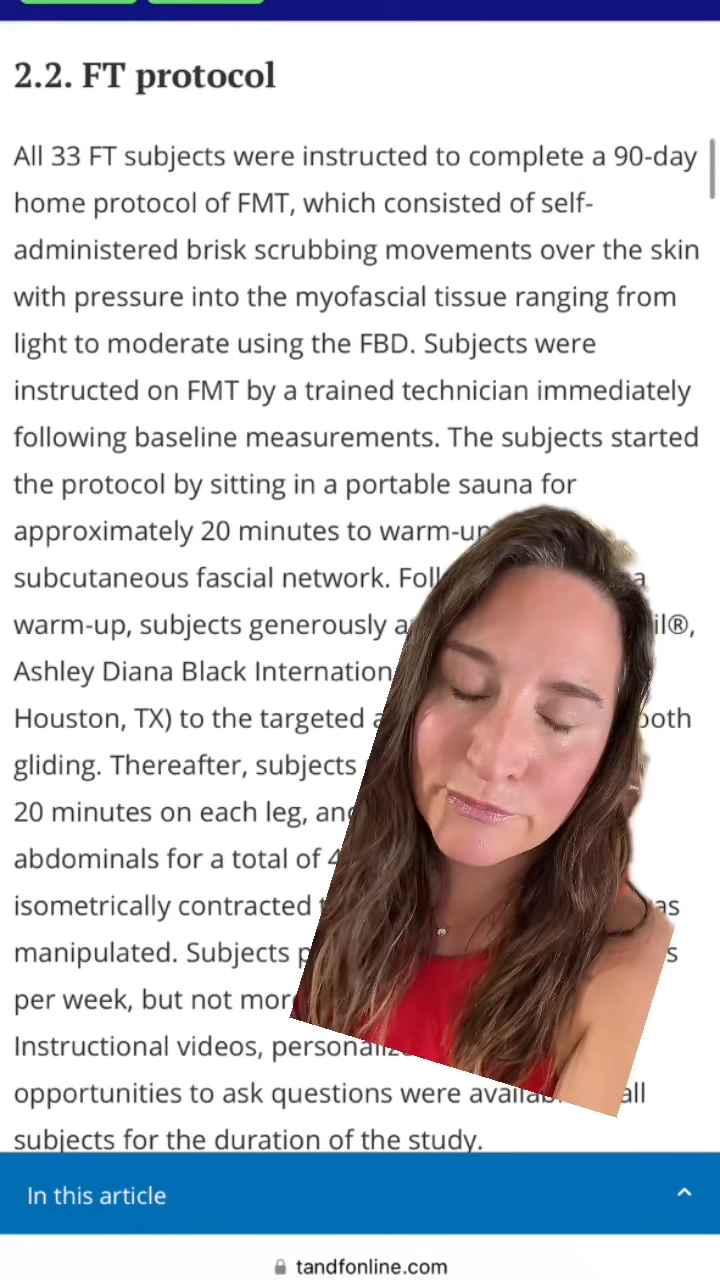 2.2. FT protocol
All 33 FT subjects were instructed to complete a 90-day
home protocol of FMT, which consisted of self-
administered brisk scrubbing movements over the skin
with pressure into the myofascial tissue ranging from
light to moderate using the FBD. Subjects were
instructed on FMT by a trained technician immediately
following baseline measurements. The subjects started
the protocol by sitting in a portable sauna for
approximately 20 minutes to warm-up
subcutaneous fascial network. a
warm-up, subjects generously
Ashley Diana Black
Houston, TX) to the targeted
gliding. Thereafter, subjects
20 minutes on each leg,
abdominals for a total of
isometrically contracted as
manipulated. Subjects
per week, but not
Instructional videos,
opportunities to ask questions were all
subjects for the duration of the study.
In this article
tandfonline.com